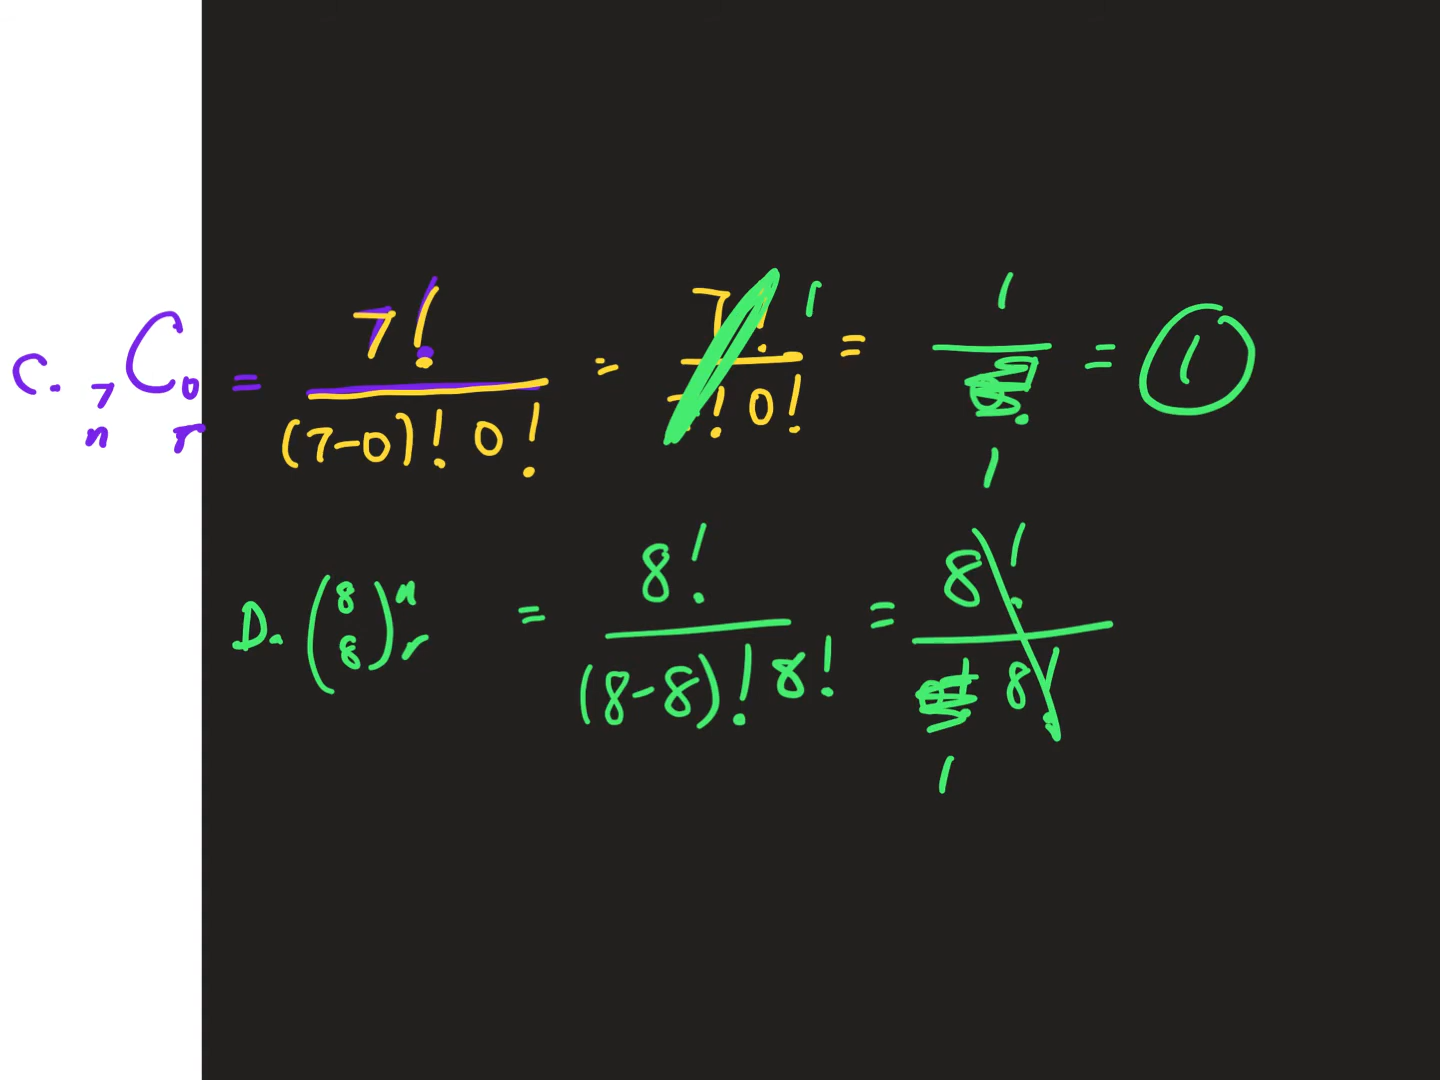 C. ₇C₀ = 7! / (7-0)! 0! = 7! / 7! 0! 1 = 1 / 1 = 1
n r
D. (8 8) n r = 8! / (8-8)! 8! = 8! / 8! 1